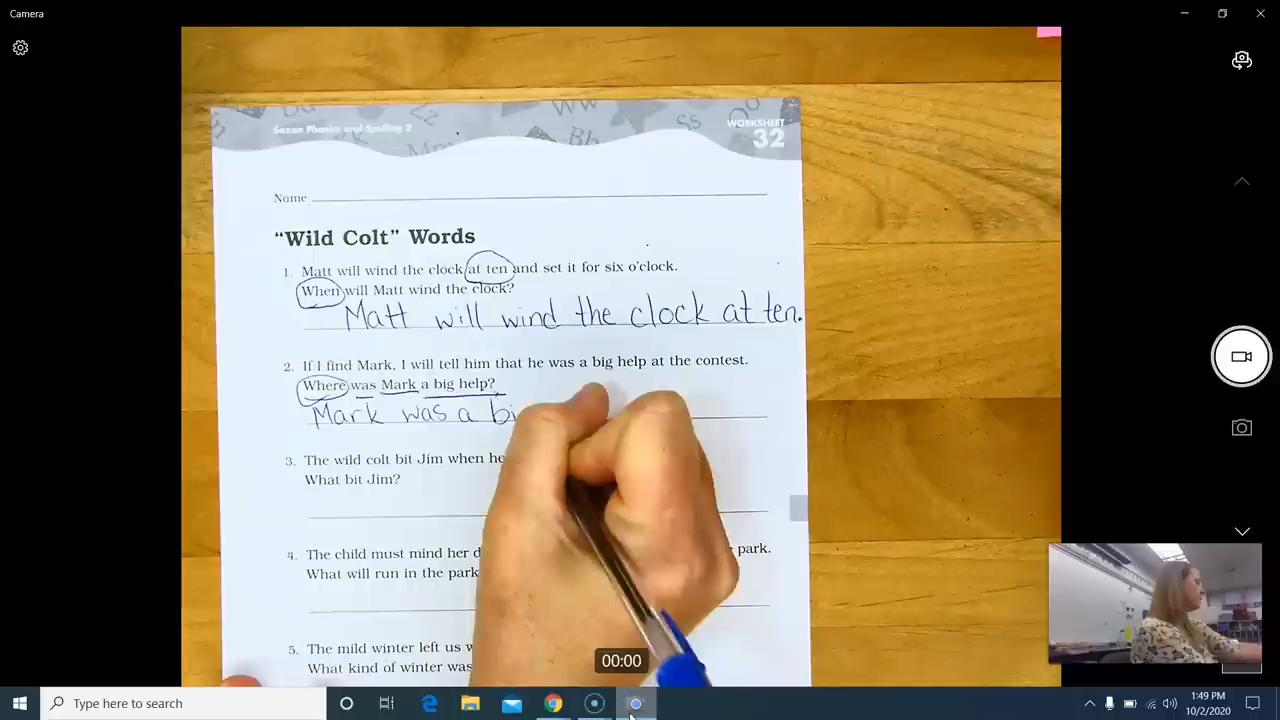 Camera
Saxon Phonics and Spelling 2
WORKSHEET
32
Name
"Wild Colt" Words
1. Matt will wind the clock at ten and set it for six o'clock.
When will Matt wind the clock?
Matt will wind the clock at ten.
2. If I find Mark, I will tell him that he was a big help at the contest.
Where was Mark a big help?
Mark was a bi
3. The wild colt bit Jim when he
What bit Jim?
4. The child must mind her d park.
What will run in the park
5. The mild winter left us w
What kind of winter was
00:00
Type here to search
1:49 PM
10/2/2020